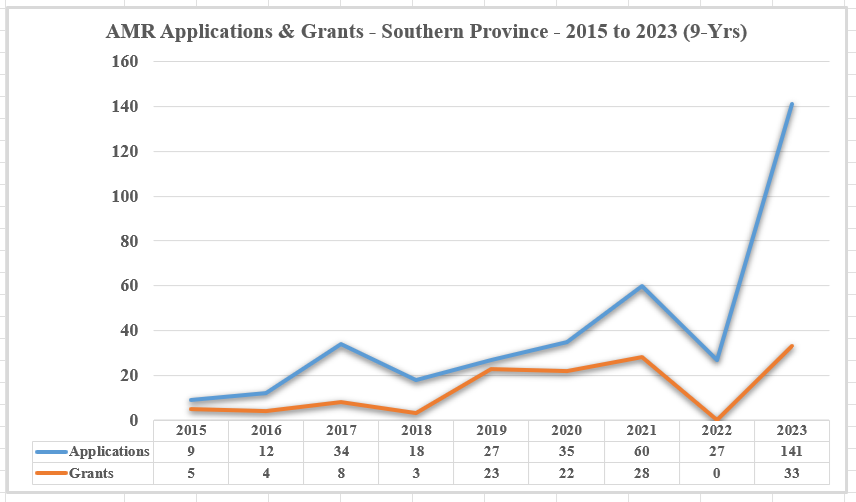 AMR Applications & Grants - Southern Province - 2015 to 2023 (9-Yrs)
160
140
120
100
80
60
40
20
0
2015 2016 2017 2018 2019 2020 2021 2022 2023
Applications 9 12 34 18 27 35 60 27 141
Grants 5 4 8 3 23 22 28 0 33